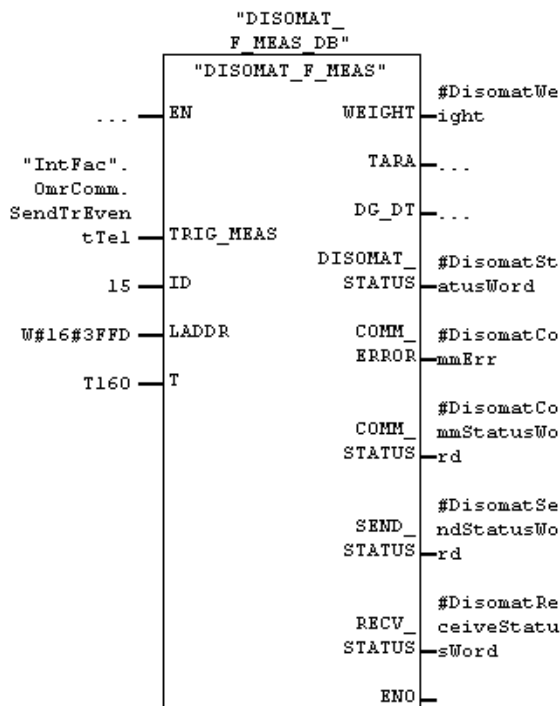 "DISOMAT_
F_MEAS_DB"
"DISOMAT_F_MEAS"
... EN
WEIGHT #DisomatWe
ight
TARA ...
"IntFac".
OmrComm.
SendTrEven
tTel TRIG_MEAS
DG_DT ...
15 ID
DISOMAT_
STATUS #DisomatSt
atusWord
W#16#3FFD LADDR
COMM_
ERROR #DisomatCo
mmErr
T160 T
COMM_
STATUS #DisomatCo
mmStatusWo
rd
SEND_
STATUS #DisomatSe
ndStatusWo
rd
RECV_
STATUS #DisomatRe
ceiveStatu
sWord
ENO